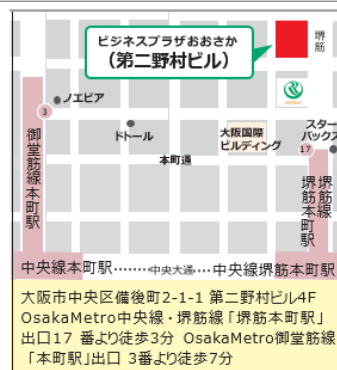 ビジネスプラザおおさか
(第二野村ビル)
堺筋
ノエビア
3
ドトール
大阪国際
ビルディング
スター
バックス
17
本町通
御堂筋線本町駅
堺筋線
堺筋本町駅
中央線本町駅………中央大通……中央線堺筋本町駅
大阪市中央区備後町2-1-1 第二野村ビル4F
OsakaMetro中央線・堺筋線「堺筋本町駅」
出口17 番より徒歩3分 OsakaMetro御堂筋線
「本町駅」出口 3番より徒歩7分